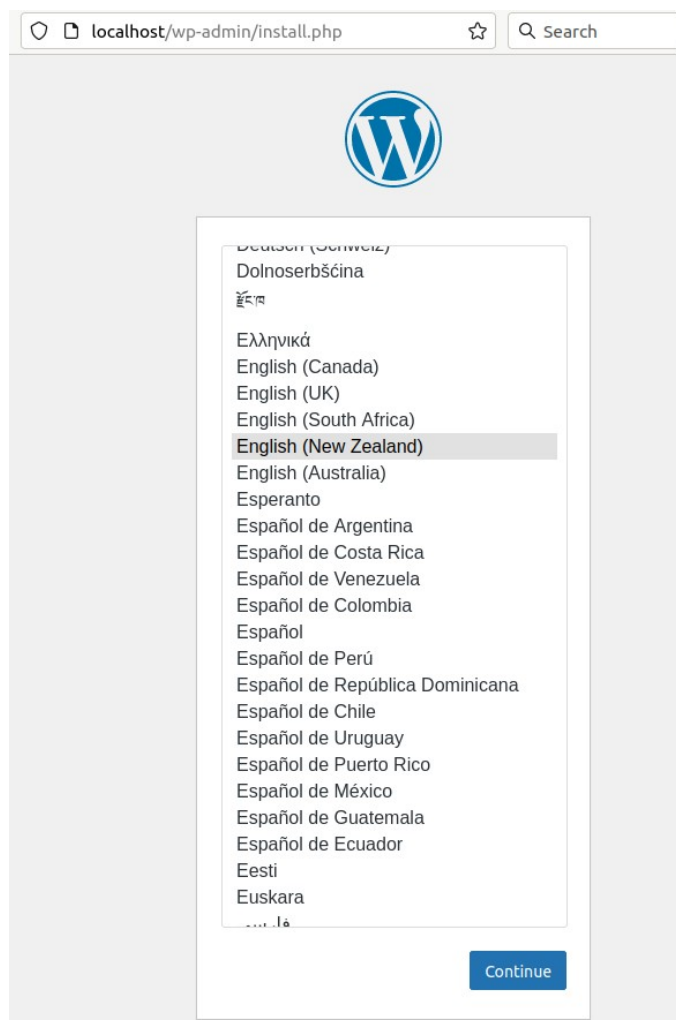 localhost/wp-admin/install.php
Search
Deutsch (Schweiz)
Dolnoserbšćina
རྫོང་ཁ
Ελληνικά
English (Canada)
English (UK)
English (South Africa)
English (New Zealand)
English (Australia)
Esperanto
Español de Argentina
Español de Costa Rica
Español de Venezuela
Español de Colombia
Español
Español de Perú
Español de República Dominicana
Español de Chile
Español de Uruguay
Español de Puerto Rico
Español de México
Español de Guatemala
Español de Ecuador
Eesti
Euskara
Continue